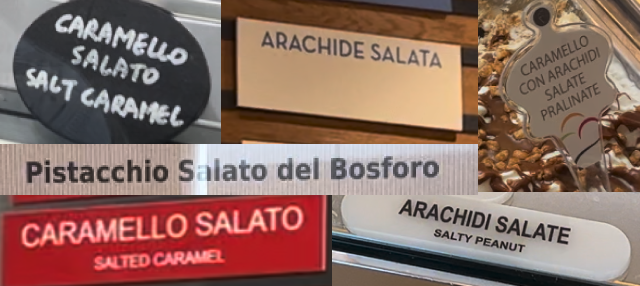 CARAMELLO
SALATO
SALT CARAMEL
ARACHIDE SALATA
CARAMELLO
CON ARACHIDI
SALATE
PRALINATE
Pistacchio Salato del Bosforo
CARAMELLO SALATO
SALTED CARAMEL
ARACHIDI SALATE
SALTY PEANUT